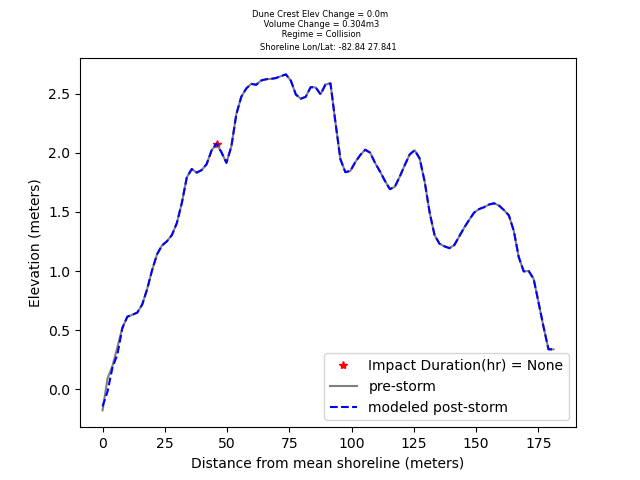 Dune Crest Elev Change = 0.0m
Volume Change = 0.304m3
Regime = Collision
Shoreline Lon/Lat: -82.84 27.841
2.5
2.0
1.5
1.0
0.5
0.0
Elevation (meters)
Impact Duration(hr) = None
pre-storm
modeled post-storm
0 25 50 75 100 125 150 175
Distance from mean shoreline (meters)